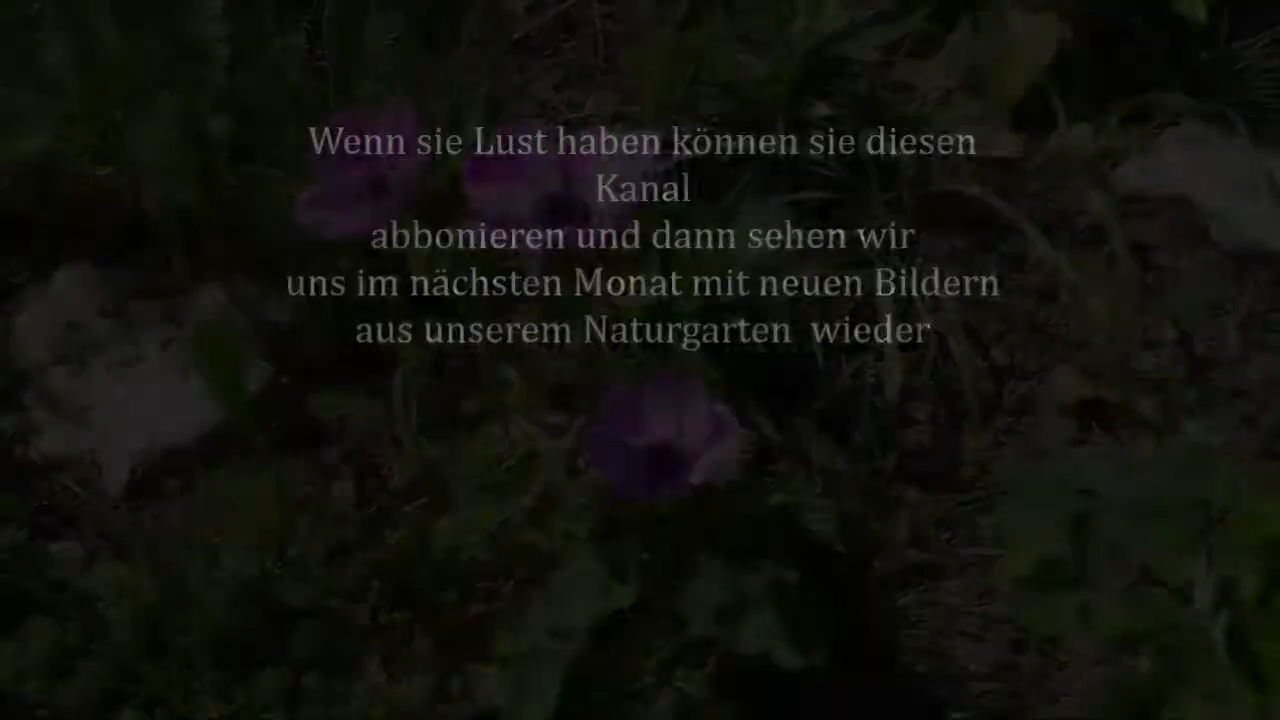 Wenn sie Lust haben können sie diesen
Kanal
abbonieren und dann sehen wir
uns im nächsten Monat mit neuen Bildern
aus unserem Naturgarten  wieder